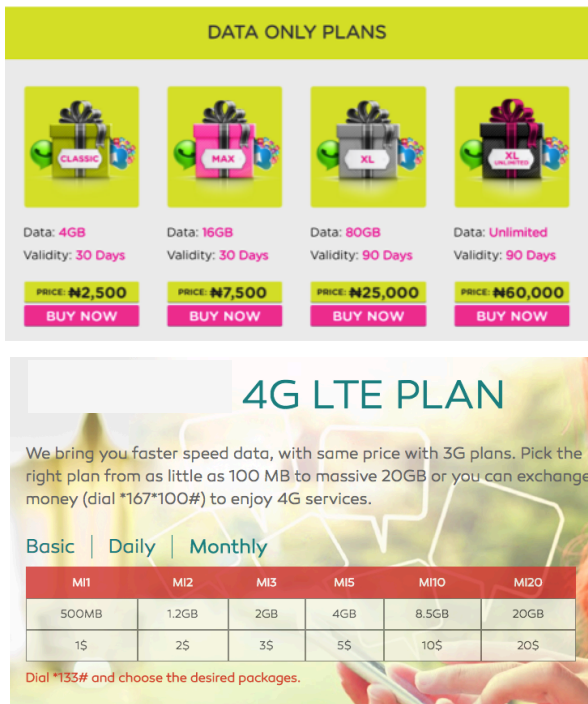 DATA ONLY PLANS
CLASSIC MAX XL XL UNLIMITED
Data: 4GB Data: 16GB Data: 80GB Data: Unlimited
Validity: 30 Days Validity: 30 Days Validity: 90 Days Validity: 90 Days
PRICE: ₦2,500 PRICE: ₦7,500 PRICE: ₦25,000 PRICE: ₦60,000
BUY NOW BUY NOW BUY NOW BUY NOW
4G LTE PLAN
We bring you faster speed data, with same price with 3G plans. Pick the
right plan from as little as 100 MB to massive 20GB or you can exchange
money (dial *167*100#) to enjoy 4G services.
Basic | Daily | Monthly
MI1 MI2 MI3 MI5 MI10 MI20
500MB 1.2GB 2GB 4GB 8.5GB 20GB
1$ 2$ 3$ 5$ 10$ 20$
Dial *133# and choose the desired packages.